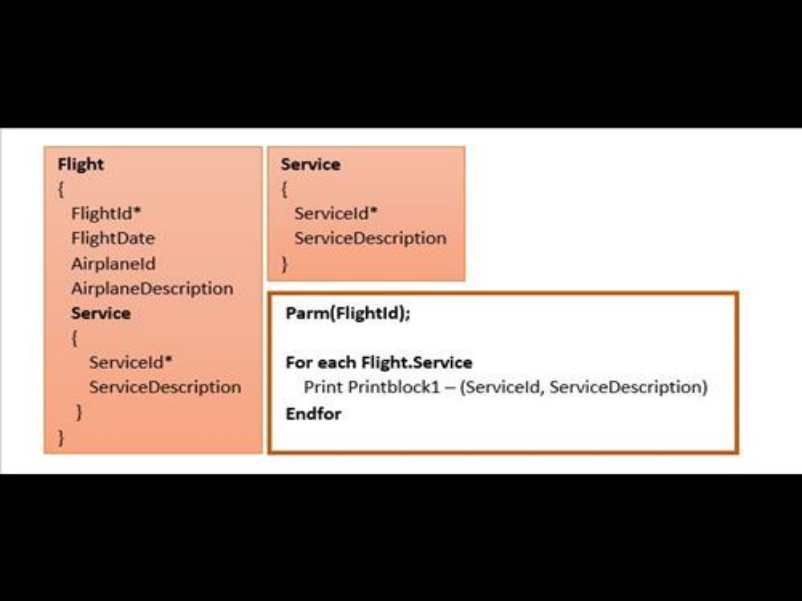 Flight
{
FlightId*
FlightDate
AirplaneId
AirplaneDescription
Service
{
ServiceId*
ServiceDescription
}
}
Service
{
ServiceId*
ServiceDescription
}
Parm(FlightId);
For each Flight.Service
Print Printblock1 – (ServiceId, ServiceDescription)
Endfor